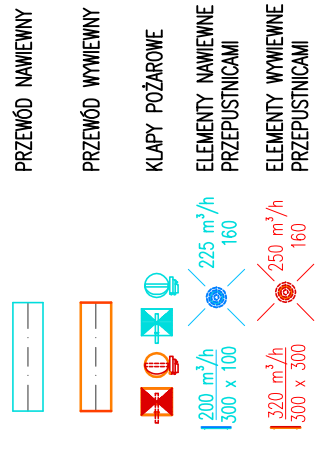 PRZEWÓD NAWIEWNY
PRZEWÓD WYWIEWNY
KLAPY POŻAROWE
200 m³/h
300 x 100
225 m³/h
160
ELEMENTY NAWIEWNE
PRZEPUSTNICAMI
320 m³/h
300 x 300
250 m³/h
160
ELEMENTY WYWIEWNE
PRZEPUSTNICAMI